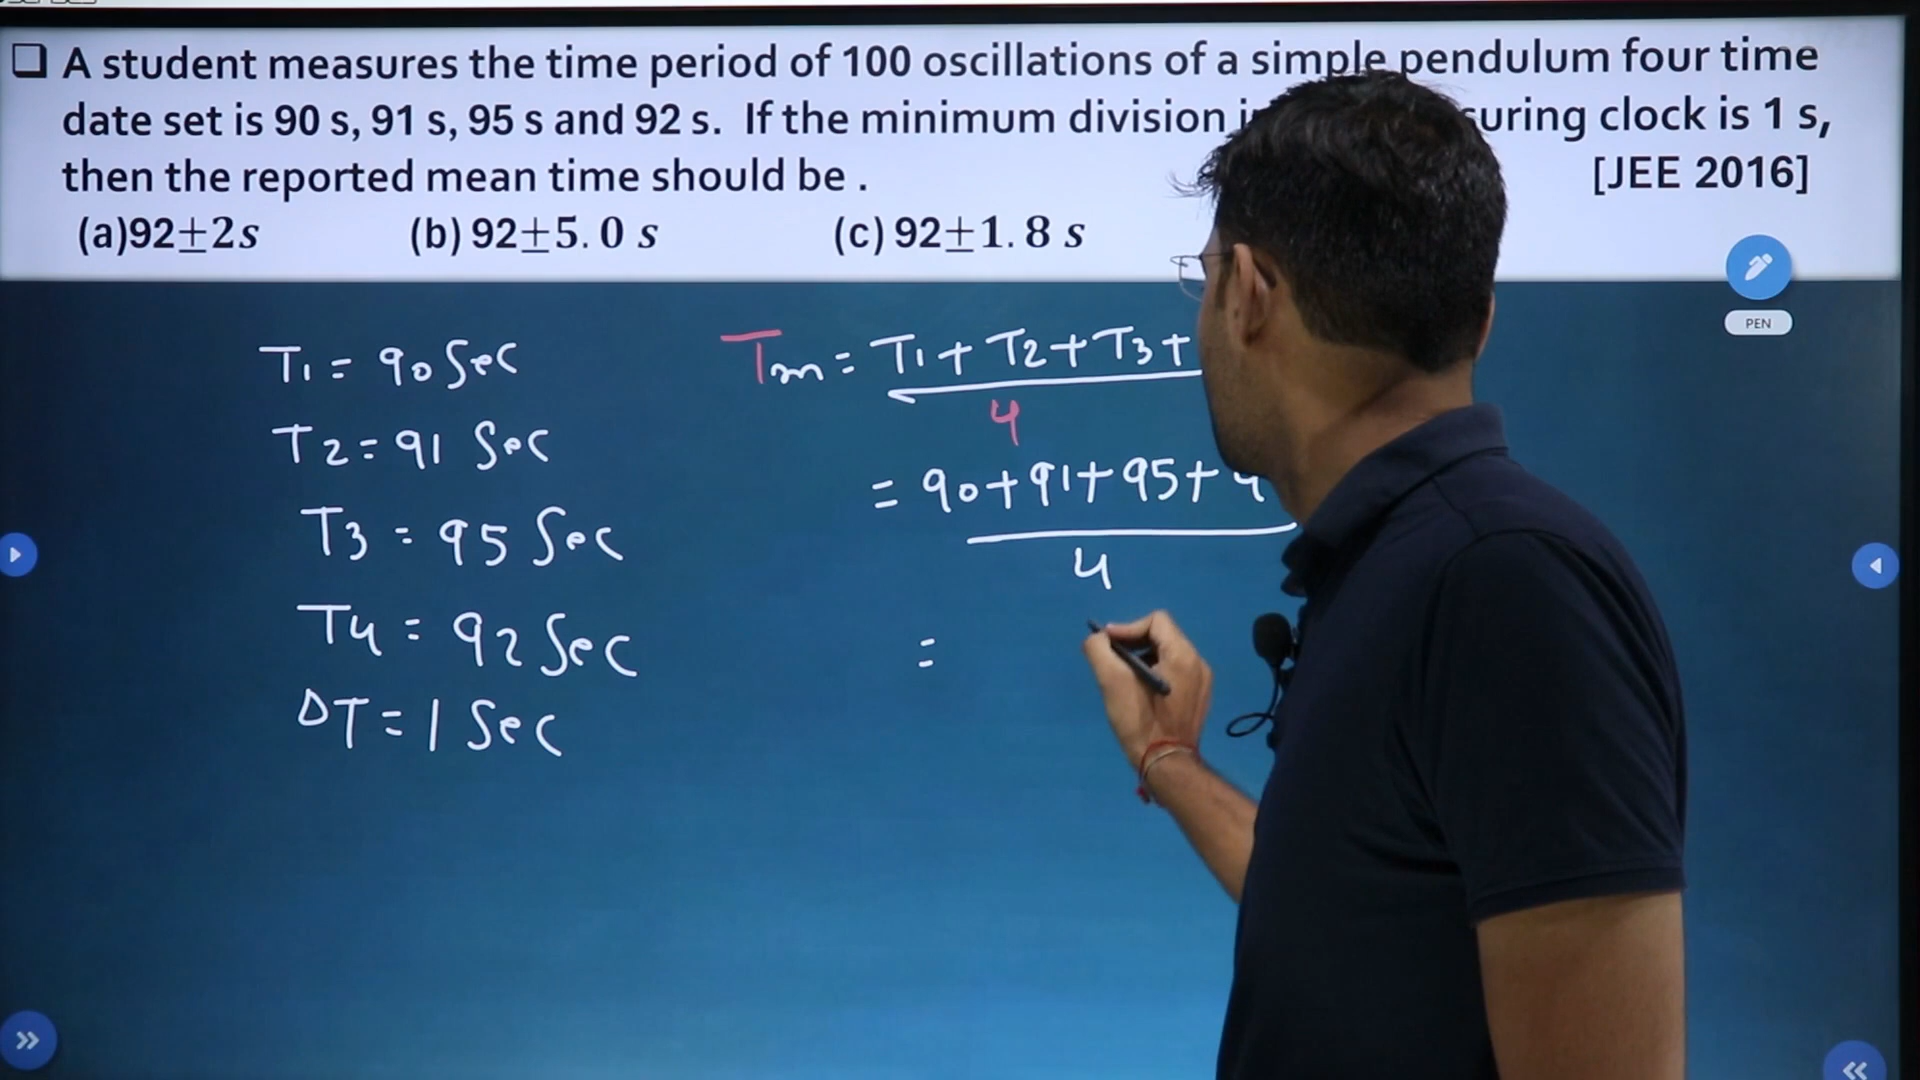 A student measures the time period of 100 oscillations of a simple pendulum four time
date set is 90 s, 91 s, 95 s and 92 s. If the minimum division suring clock is 1 s,
then the reported mean time should be . [JEE 2016]
(a)92±2s (b) 92±5.0 s (c) 92±1.8 s
PEN
T1 = 90 Sec
T2 = 91 Sec
T3 = 95 Sec
T4 = 92 Sec
ΔT = 1 Sec
Tm = T1 + T2 + T3 +
4
= 90+91+95+
4
=